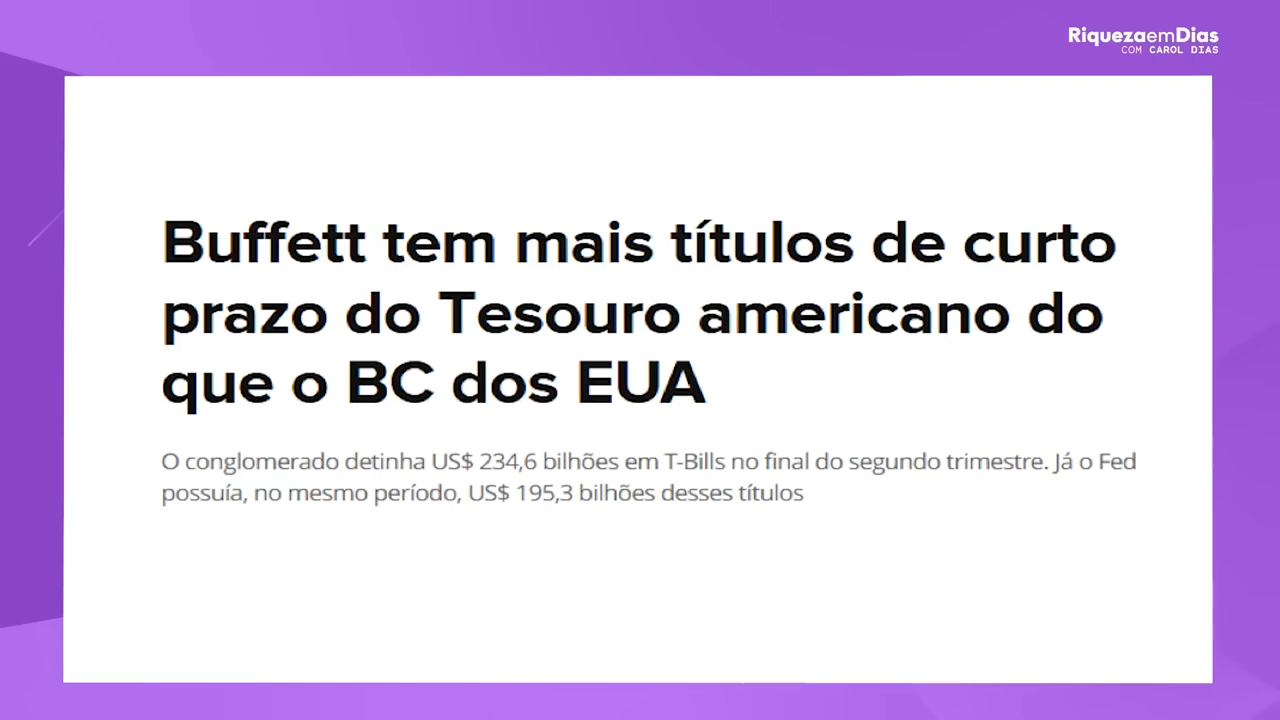 RiquezaemDias
COM CAROL DIAS
Buffett tem mais títulos de curto
prazo do Tesouro americano do
que o BC dos EUA
O conglomerado detinha US$ 234,6 bilhões em T-Bills no final do segundo trimestre. Já o Fed
possuía, no mesmo período, US$ 195,3 bilhões desses títulos